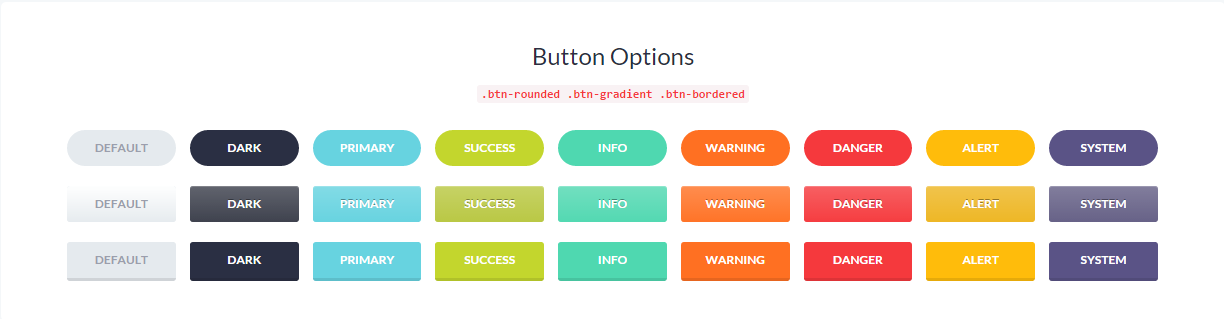 Button Options
.btn-rounded .btn-gradient .btn-bordered
DEFAULT DARK PRIMARY SUCCESS INFO WARNING DANGER ALERT SYSTEM
DEFAULT DARK PRIMARY SUCCESS INFO WARNING DANGER ALERT SYSTEM
DEFAULT DARK PRIMARY SUCCESS INFO WARNING DANGER ALERT SYSTEM